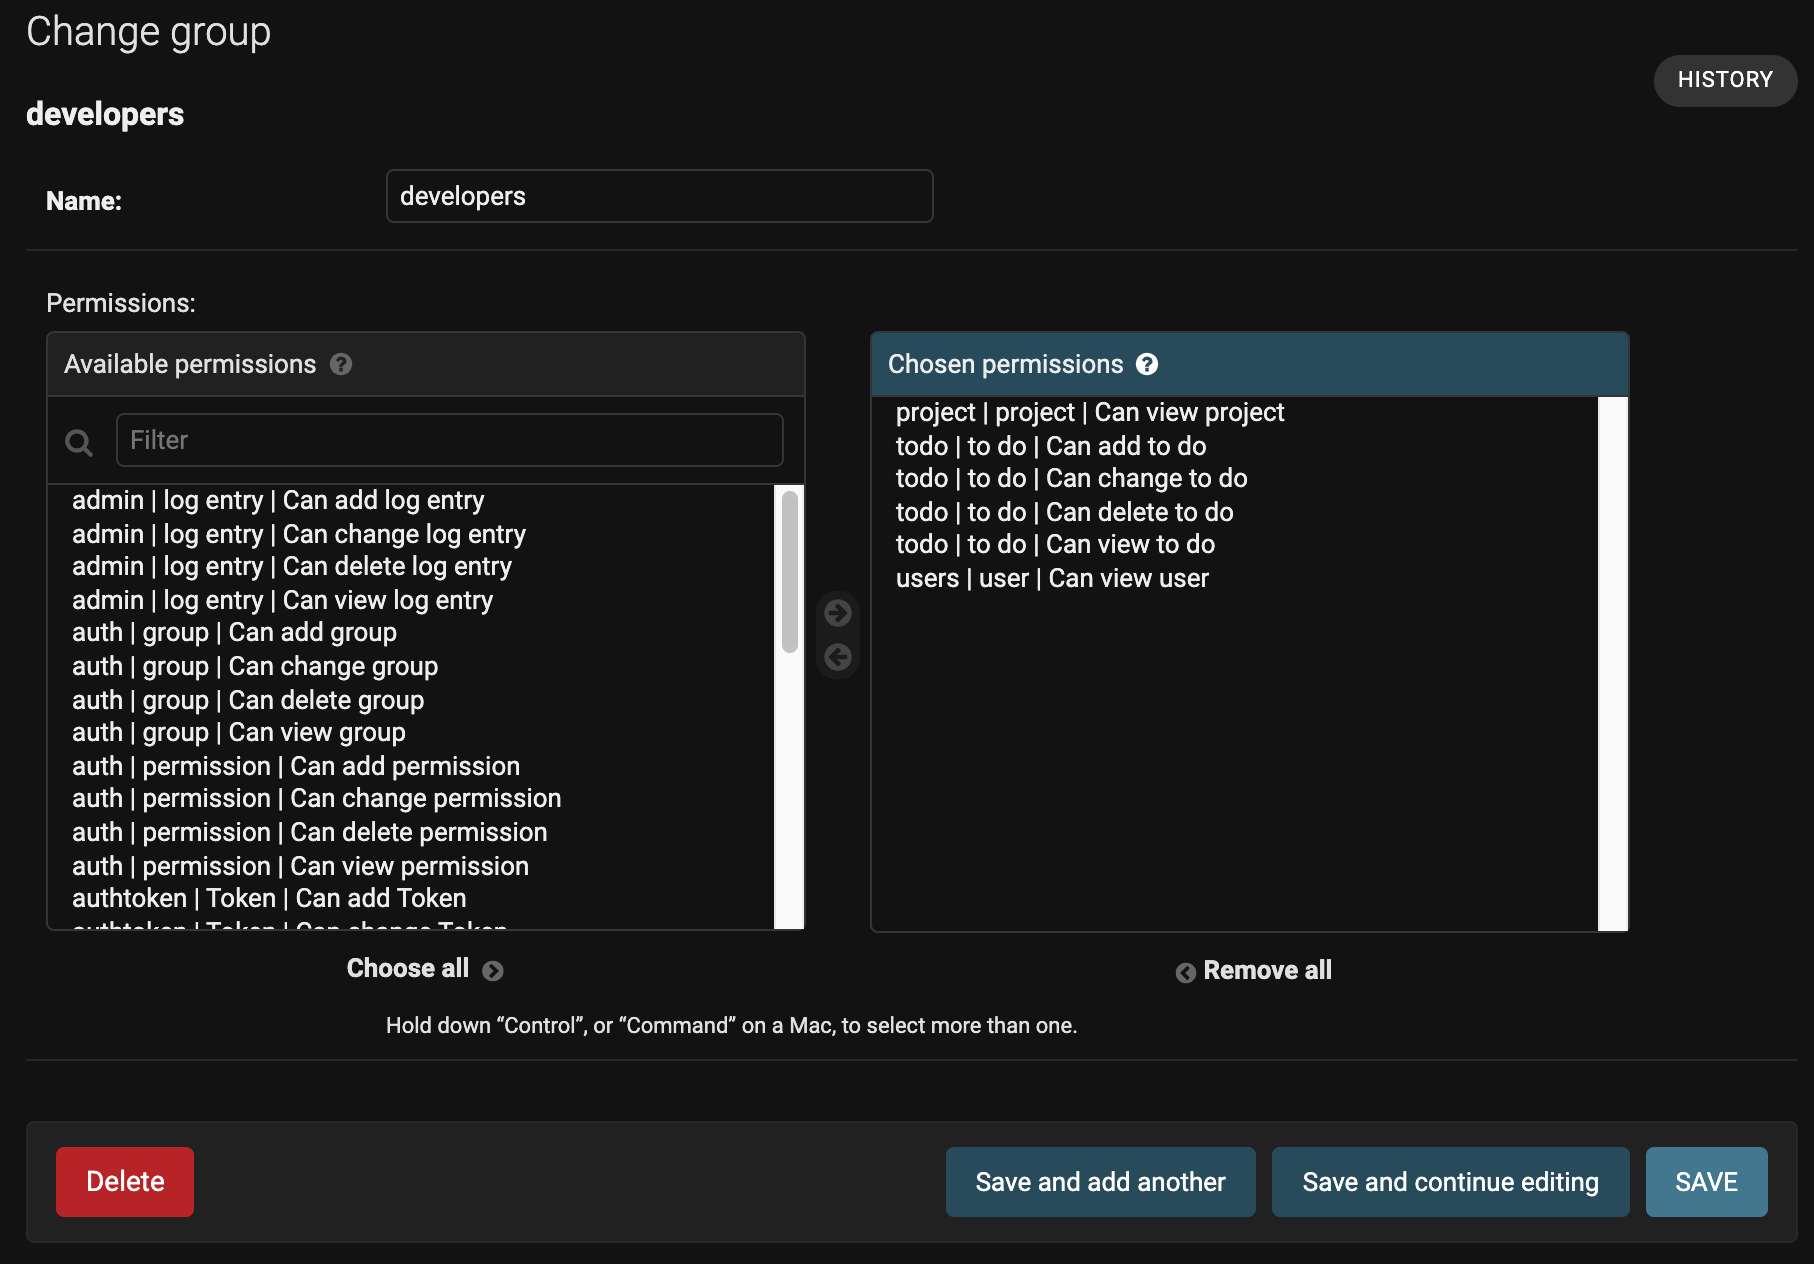 Change group
HISTORY
developers
Name:
developers
Permissions:
Available permissions ?
Filter
admin | log entry | Can add log entry
admin | log entry | Can change log entry
admin | log entry | Can delete log entry
admin | log entry | Can view log entry
auth | group | Can add group
auth | group | Can change group
auth | group | Can delete group
auth | group | Can view group
auth | permission | Can add permission
auth | permission | Can change permission
auth | permission | Can delete permission
auth | permission | Can view permission
authtoken | Token | Can add Token
authtoken | Token | Can change Token
Choose all
Chosen permissions ?
project | project | Can view project
todo | to do | Can add to do
todo | to do | Can change to do
todo | to do | Can delete to do
todo | to do | Can view to do
users | user | Can view user
Remove all
Hold down “Control”, or “Command” on a Mac, to select more than one.
Delete
Save and add another
Save and continue editing
SAVE